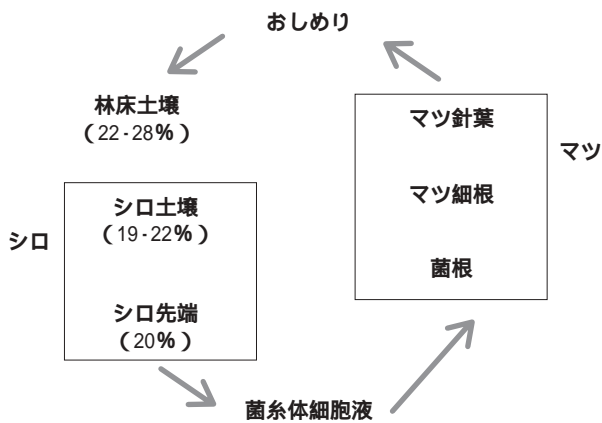 おしめり
林床土壌
（22-28%）
マツ針葉
マツ
シロ土壌
（19-22%）
マツ細根
シロ
菌根
シロ先端
（20%）
菌糸体細胞液